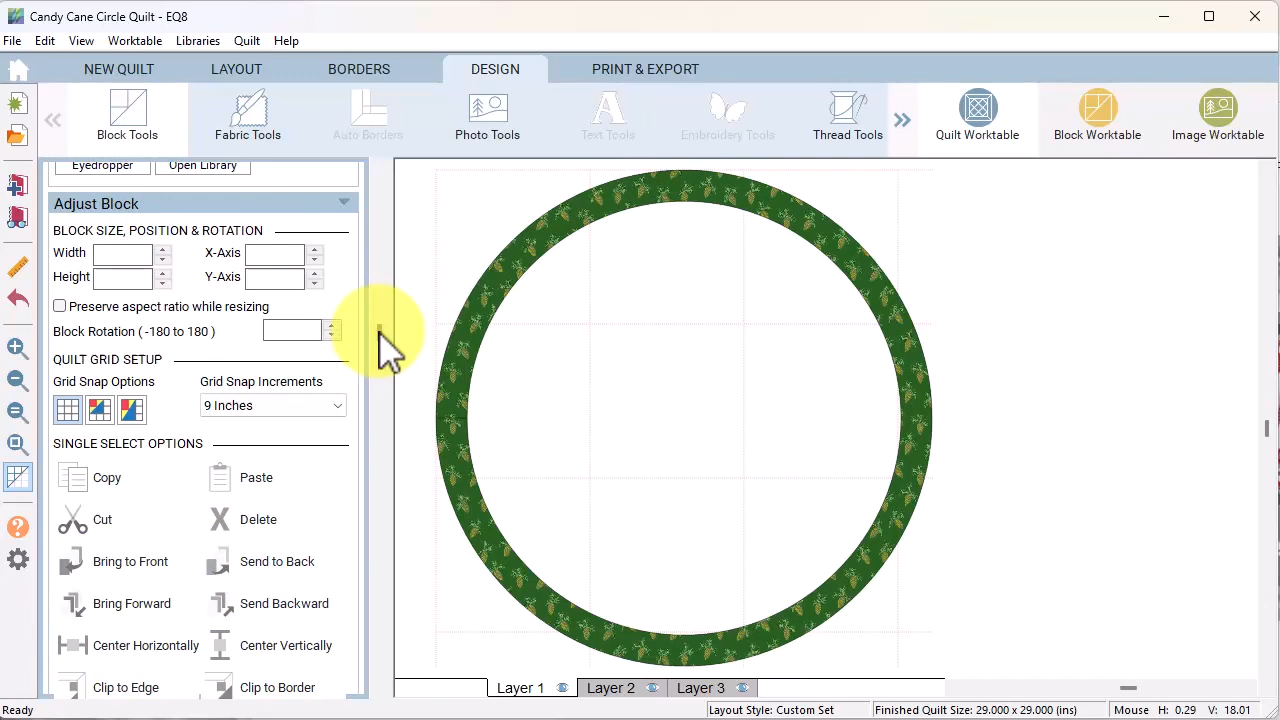 Candy Cane Circle Quilt - EQ8
File Edit View Worktable Libraries Quilt Help
NEW QUILT LAYOUT BORDERS DESIGN PRINT & EXPORT
Block Tools Fabric Tools Auto Borders Photo Tools Text Tools Embroidery Tools Thread Tools Quilt Worktable Block Worktable Image Worktable
Eyedropper Open Library
Adjust Block
BLOCK SIZE, POSITION & ROTATION
Width X-Axis
Height Y-Axis
Preserve aspect ratio while resizing
Block Rotation ( -180 to 180 )
QUILT GRID SETUP
Grid Snap Options Grid Snap Increments
9 Inches
SINGLE SELECT OPTIONS
Copy Paste
Cut Delete
Bring to Front Send to Back
Bring Forward Send Backward
Center Horizontally Center Vertically
Clip to Edge Clip to Border
Layer 1 Layer 2 Layer 3
Ready Layout Style: Custom Set Finished Quilt Size: 29.000 x 29.000 (ins) Mouse H: 0.29 V: 18.01